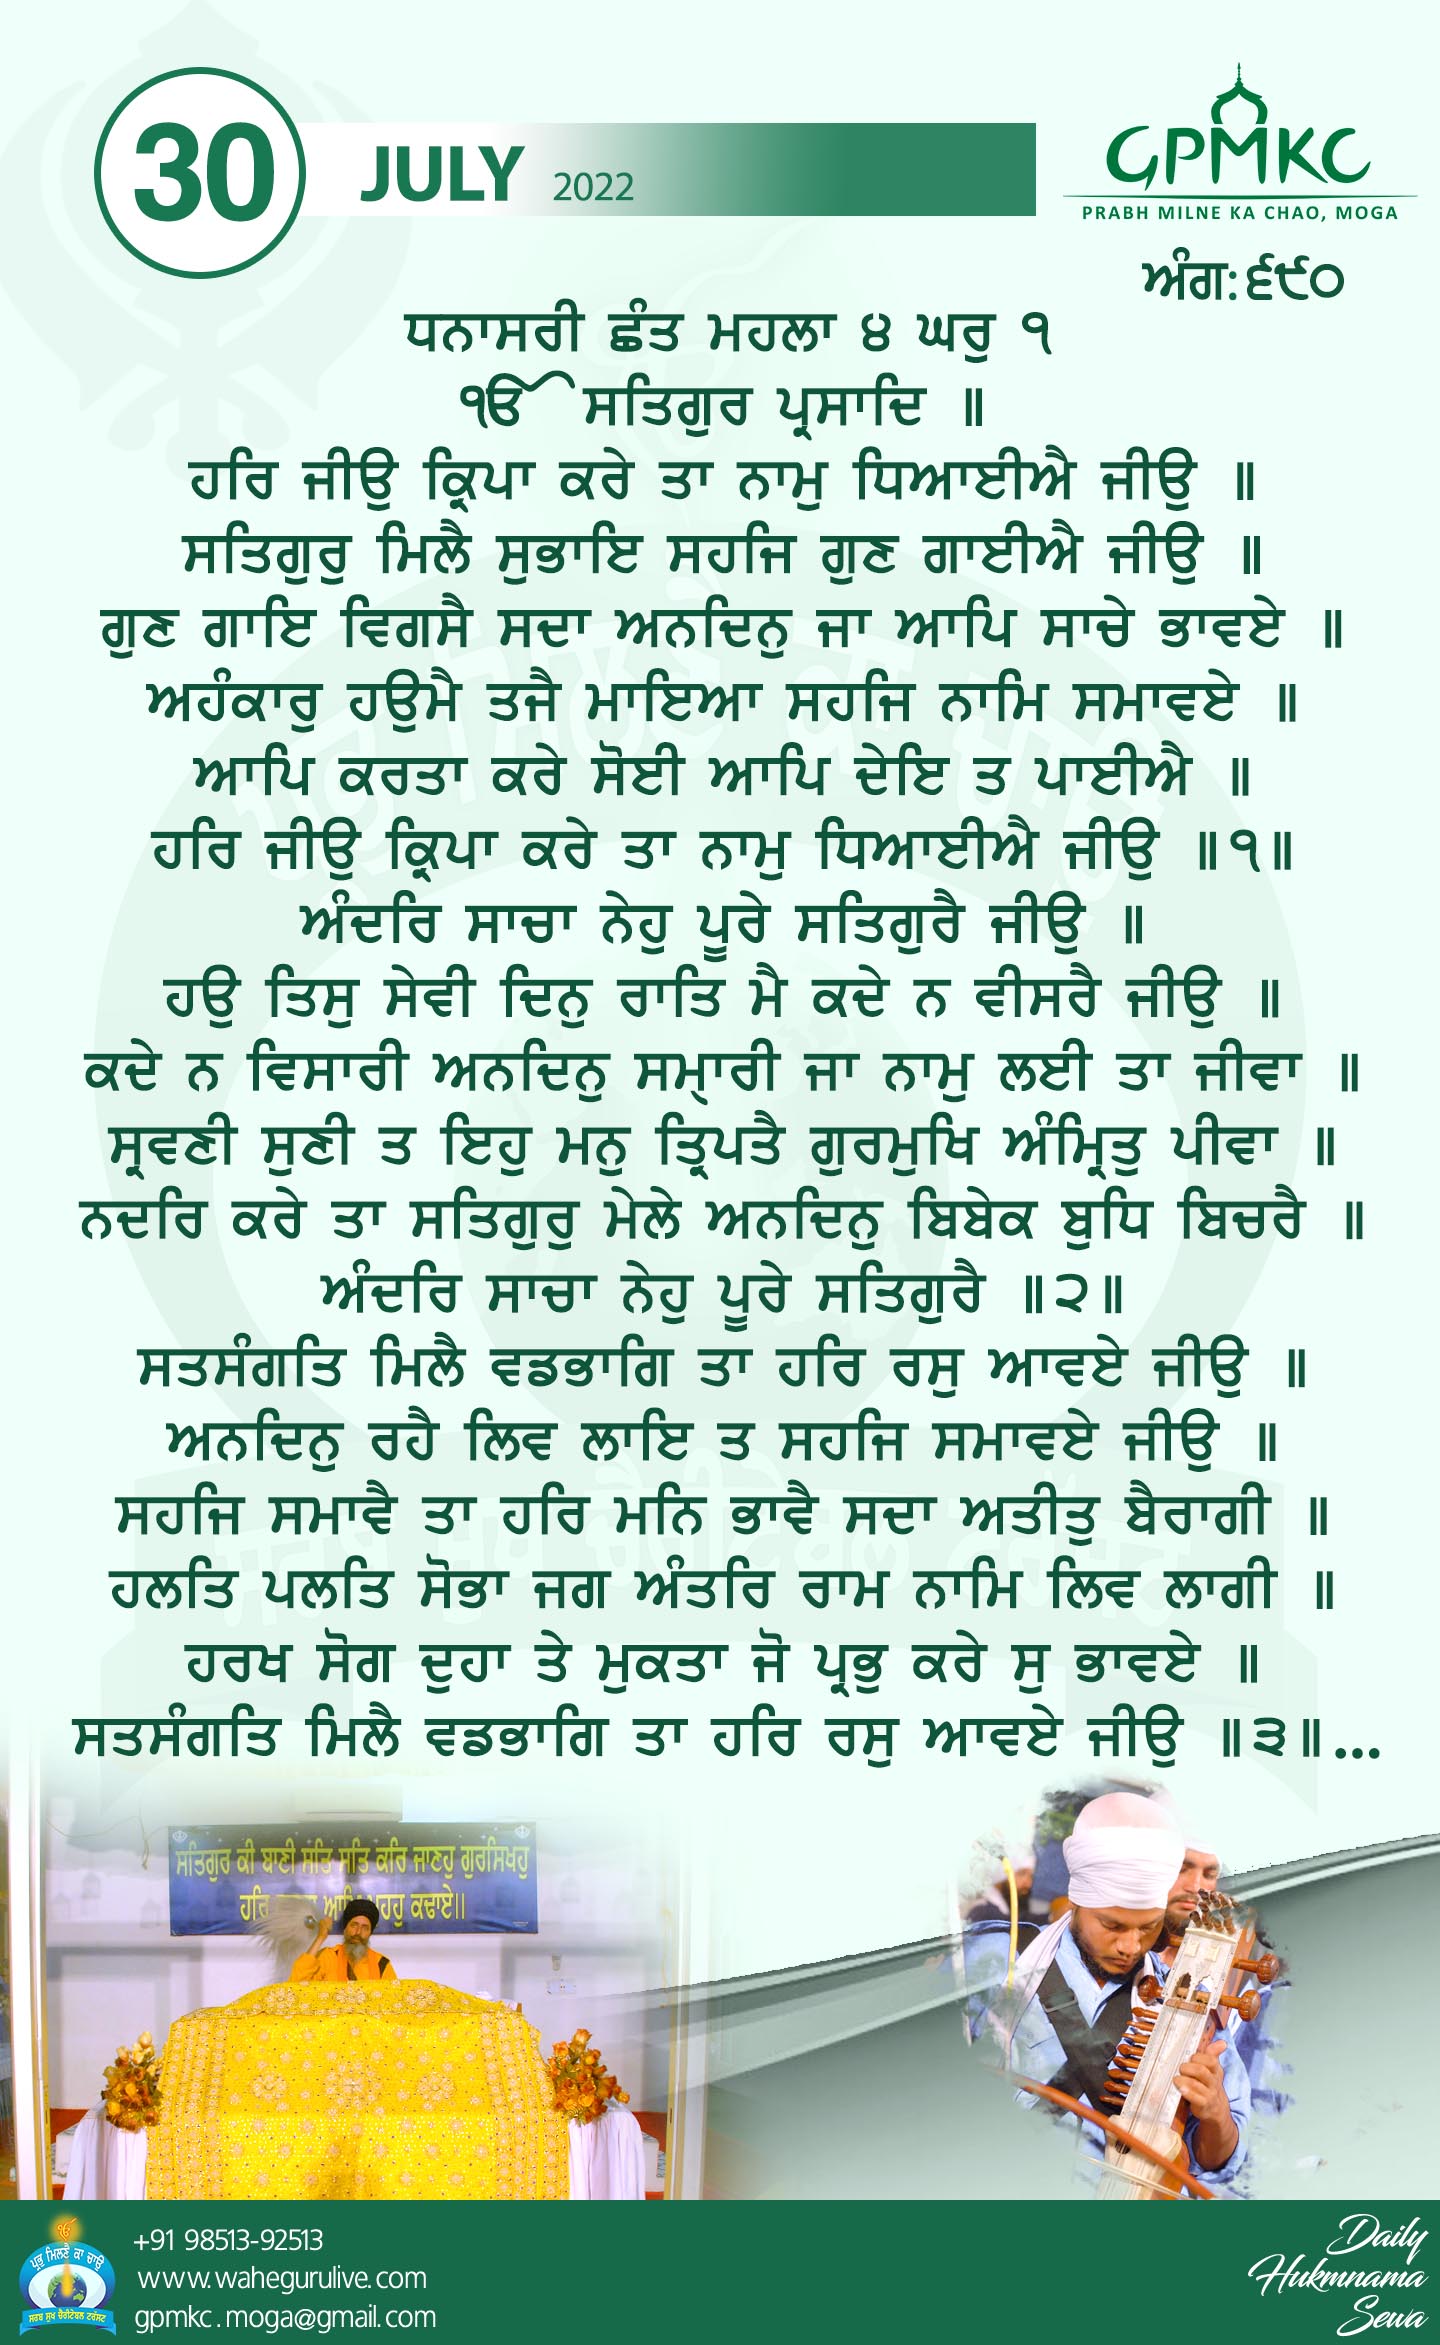 30 JULY 2022
GPMKC
PRABH MILNE KA CHAO, MOGA
ਅੰਗ: ੬੯੦
ਧਨਾਸਰੀ ਛੰਤ ਮਹਲਾ ੪ ਘਰੁ ੧
ੴ ਸਤਿਗੁਰ ਪ੍ਰਸਾਦਿ ॥
ਹਰਿ ਜੀਉ ਕ੍ਰਿਪਾ ਕਰੇ ਤਾ ਨਾਮੁ ਧਿਆਈਐ ਜੀਉ ॥
ਸਤਿਗੁਰੁ ਮਿਲੈ ਸੁਭਾਇ ਸਹਜਿ ਗੁਣ ਗਾਈਐ ਜੀਉ ॥
ਗੁਣ ਗਾਇ ਵਿਗਸੈ ਸਦਾ ਅਨਦਿਨੁ ਜਾ ਆਪਿ ਸਾਚੇ ਭਾਵਏ ॥
ਅਹੰਕਾਰੁ ਹਉਮੈ ਤਜੈ ਮਾਇਆ ਸਹਜਿ ਨਾਮਿ ਸਮਾਵਏ ॥
ਆਪਿ ਕਰਤਾ ਕਰੇ ਸੋਈ ਆਪਿ ਦੇਇ ਤ ਪਾਈਐ ॥
ਹਰਿ ਜੀਉ ਕ੍ਰਿਪਾ ਕਰੇ ਤਾ ਨਾਮੁ ਧਿਆਈਐ ਜੀਉ ॥੧॥
ਅੰਦਰਿ ਸਾਚਾ ਨੇਹੁ ਪੂਰੇ ਸਤਿਗੁਰੈ ਜੀਉ ॥
ਹਉ ਤਿਸੁ ਸੇਵੀ ਦਿਨੁ ਰਾਤਿ ਮੈ ਕਦੇ ਨ ਵੀਸਰੈ ਜੀਉ ॥
ਕਦੇ ਨ ਵਿਸਾਰੀ ਅਨਦਿਨੁ ਸਮ੍ਹਾਰੀ ਜਾ ਨਾਮੁ ਲਈ ਤਾ ਜੀਵਾ ॥
ਸ੍ਰਵਣੀ ਸੁਣੀ ਤ ਇਹੁ ਮਨੁ ਤ੍ਰਿਪਤੈ ਗੁਰਮੁਖਿ ਅੰਮ੍ਰਿਤੁ ਪੀਵਾ ॥
ਨਦਰਿ ਕਰੇ ਤਾ ਸਤਿਗੁਰੁ ਮੇਲੇ ਅਨਦਿਨੁ ਬਿਬੇਕ ਬੁਧਿ ਬਿਚਰੈ ॥
ਅੰਦਰਿ ਸਾਚਾ ਨੇਹੁ ਪੂਰੇ ਸਤਿਗੁਰੈ ॥੨॥
ਸਤਸੰਗਤਿ ਮਿਲੈ ਵਡਭਾਗਿ ਤਾ ਹਰਿ ਰਸੁ ਆਵਏ ਜੀਉ ॥
ਅਨਦਿਨੁ ਰਹੈ ਲਿਵ ਲਾਇ ਤ ਸਹਜਿ ਸਮਾਵਏ ਜੀਉ ॥
ਸਹਜਿ ਸਮਾਵੈ ਤਾ ਹਰਿ ਮਨਿ ਭਾਵੈ ਸਦਾ ਅਤੀਤੁ ਬੈਰਾਗੀ ॥
ਹਲਤਿ ਪਲਤਿ ਸੋਭਾ ਜਗ ਅੰਤਰਿ ਰਾਮ ਨਾਮਿ ਲਿਵ ਲਾਗੀ ॥
ਹਰਖ ਸੋਗ ਦੁਹਾ ਤੇ ਮੁਕਤਾ ਜੋ ਪ੍ਰਭੁ ਕਰੇ ਸੁ ਭਾਵਏ ॥
ਸਤਸੰਗਤਿ ਮਿਲੈ ਵਡਭਾਗਿ ਤਾ ਹਰਿ ਰਸੁ ਆਵਏ ਜੀਉ ॥੩॥...
ਸਤਿਗੁਰ ਕੀ ਬਾਣੀ ਸਤਿ ਸਤਿ ਕਰਿ ਜਾਣਹੁ ਗੁਰਸਿਖਹੁ
ਹਰਿ ਕਢਾਏ॥
ਪ੍ਰਭੁ ਮਿਲਣੈ ਕਾ ਚਾਉ
ਸਰਬ ਸੁਖ ਚੈਰੀਟੇਬਲ ਟਰੱਸਟ
+91 98513-92513
www.wahegurulive.com
gpmkc.moga@gmail.com
Daily
Hukmnama
Sewa